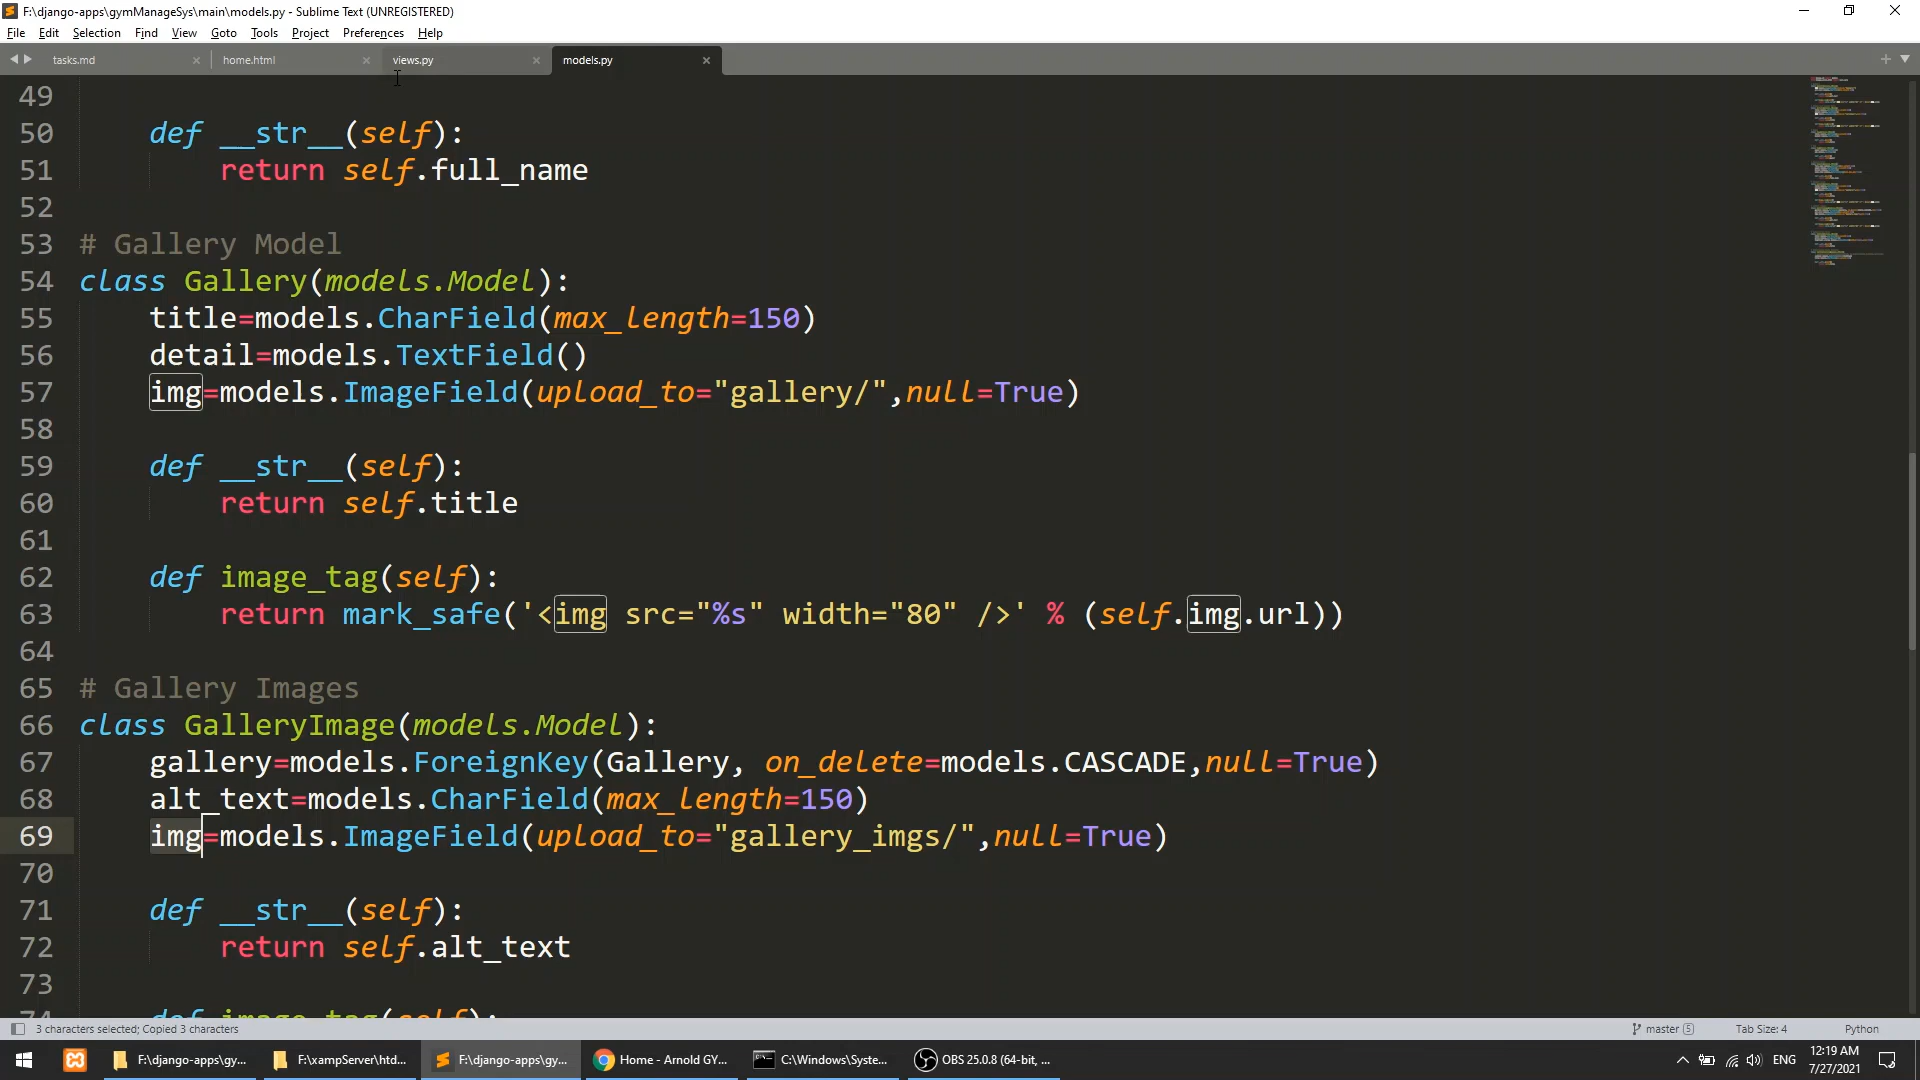 F:\django-apps\gymManageSys\main\models.py - Sublime Text (UNREGISTERED)
File Edit Selection Find View Goto Tools Project Preferences Help
tasks.md home.html views.py models.py
49
50 def __str__(self):
51 return self.full_name
52
53 # Gallery Model
54 class Gallery(models.Model):
55 title=models.CharField(max_length=150)
56 detail=models.TextField()
57 img=models.ImageField(upload_to="gallery/",null=True)
58
59 def __str__(self):
60 return self.title
61
62 def image_tag(self):
63 return mark_safe('<img src="%s" width="80" />' % (self.img.url))
64
65 # Gallery Images
66 class GalleryImage(models.Model):
67 gallery=models.ForeignKey(Gallery, on_delete=models.CASCADE,null=True)
68 alt_text=models.CharField(max_length=150)
69 img=models.ImageField(upload_to="gallery_imgs/",null=True)
70
71 def __str__(self):
72 return self.alt_text
73
74 def image_tag(self):
3 characters selected; Copied 3 characters master 5 Tab Size: 4 Python
F:\django-apps\gy... F:\xampServer\htd... F:\django-apps\gy... Home - Arnold GY... C:\Windows\Syste... OBS 25.0.8 (64-bit, ... ENG 12:19 AM
7/27/2021